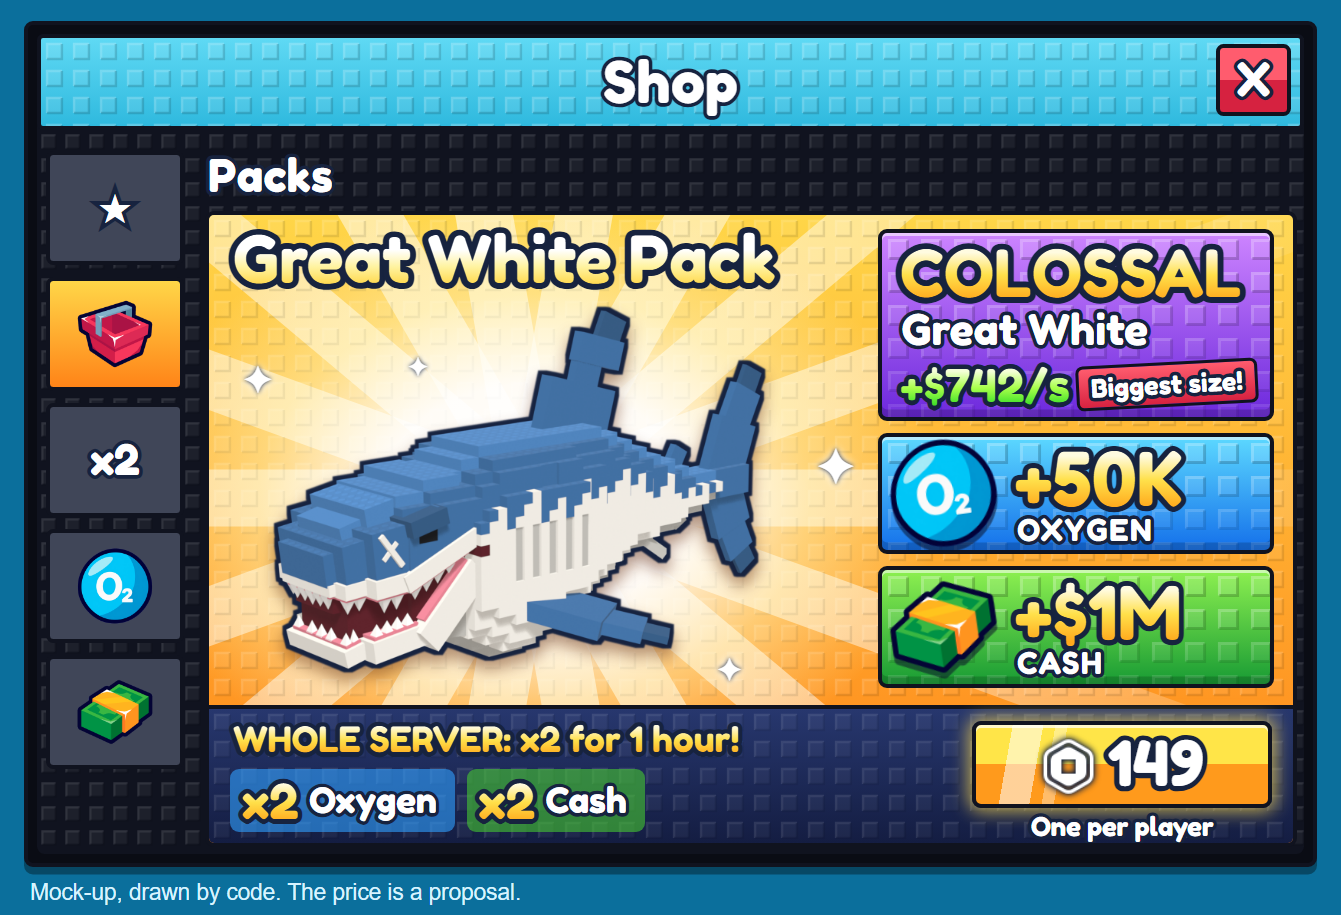 Shop
X
Packs
Great White Pack
COLOSSAL
Great White
+$742/s
Biggest size!
x2
O2
+50K
OXYGEN
O2
+$1M
CASH
WHOLE SERVER: x2 for 1 hour!
x2 Oxygen
x2 Cash
149
One per player
Mock-up, drawn by code. The price is a proposal.